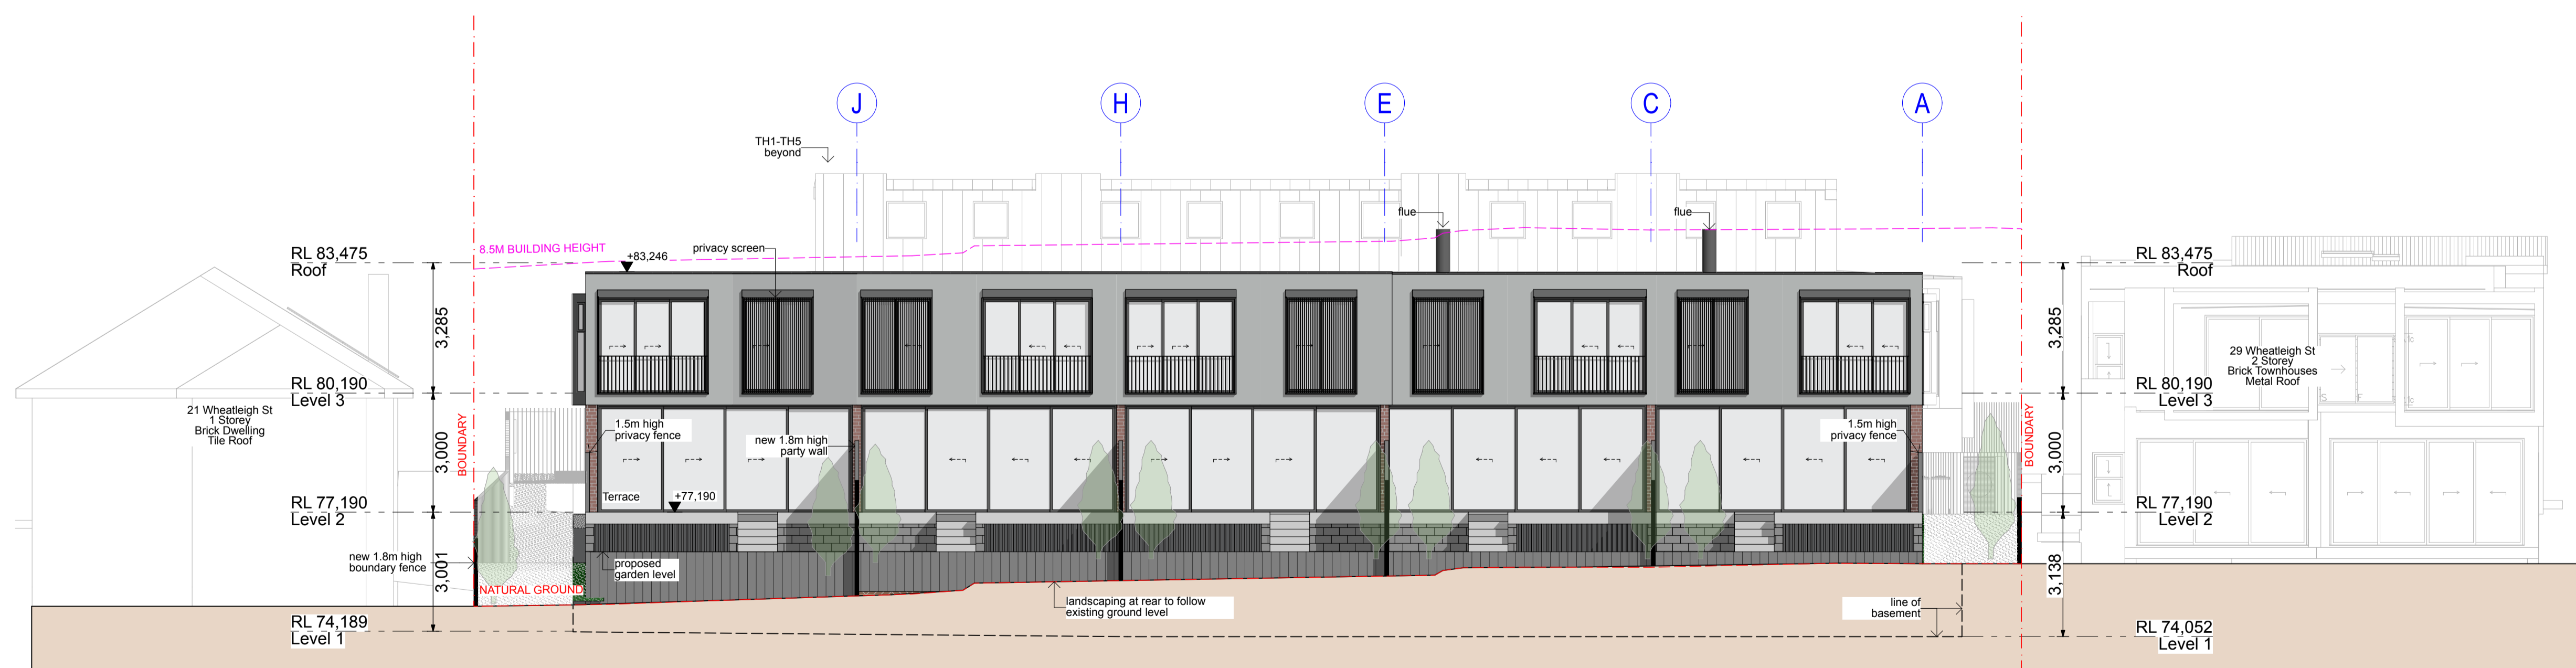 J
H
E
C
A
TH1-TH5
beyond
flue
flue
8.5M BUILDING HEIGHT
privacy screen
+83,246
RL 83,475
Roof
RL 83,475
Roof
3,285
3,285
29 Wheatleigh St
2 Storey
Brick Townhouses
Metal Roof
RL 80,190
Level 3
RL 80,190
Level 3
21 Wheatleigh St
1 Storey
Brick Dwelling
Tile Roof
BOUNDARY
3,000
1.5m high
privacy fence
new 1.8m high
party wall
1.5m high
privacy fence
BOUNDARY
3,000
S F
Terrace
+77,190
RL 77,190
Level 2
RL 77,190
Level 2
new 1.8m high
boundary fence
3,001
proposed
garden level
NATURAL GROUND
landscaping at rear to follow
existing ground level
line of
basement
3,138
RL 74,189
Level 1
RL 74,052
Level 1